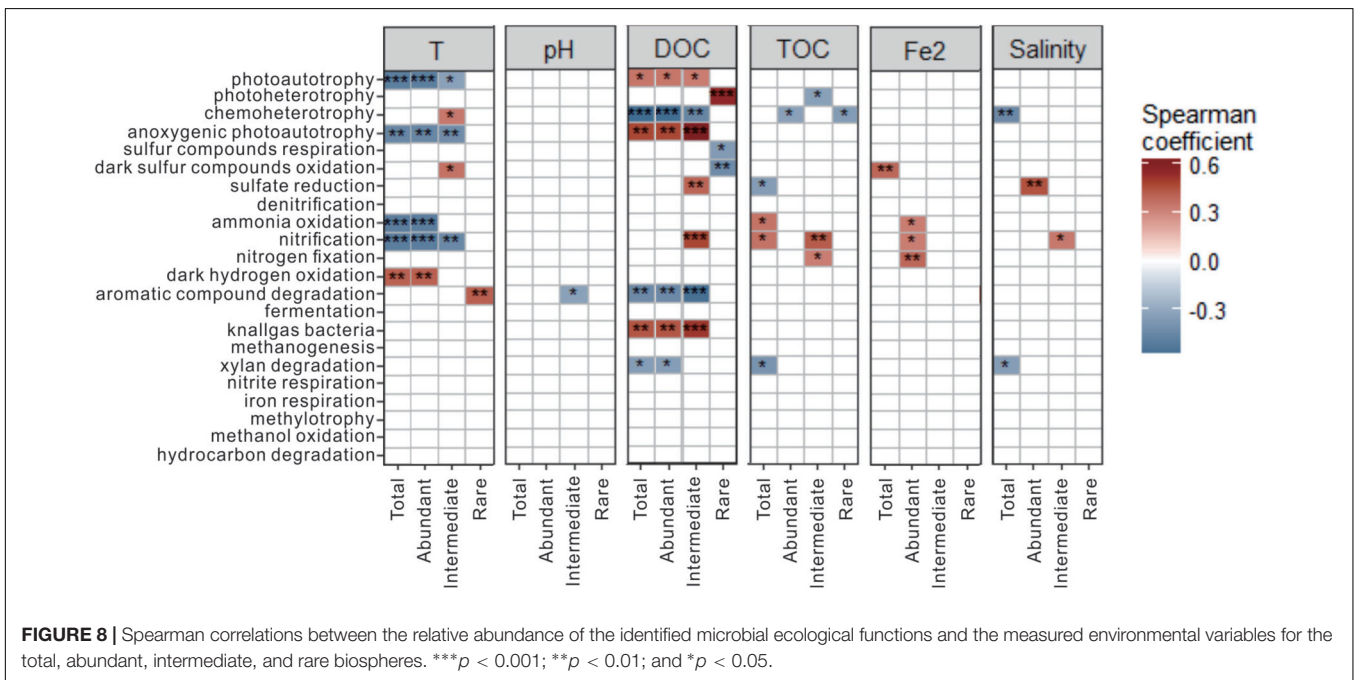 T pH DOC TOC Fe2 Salinity
photoautotrophy *** *** * * * *
photoheterotrophy *** *
chemoheterotrophy * *** *** ** * * **
anoxygenic photoautotrophy ** ** ** ** ** ***
sulfur compounds respiration *
dark sulfur compounds oxidation * ** **
sulfate reduction ** * **
denitrification
ammonia oxidation *** *** * *
nitrification *** *** ** *** * ** * *
nitrogen fixation * **
dark hydrogen oxidation ** **
aromatic compound degradation ** * ** ** ***
fermentation
knallgas bacteria ** ** ***
methanogenesis
xylan degradation * * * *
nitrite respiration
iron respiration
methylotrophy
methanol oxidation
hydrocarbon degradation
Total Abundant Intermediate Rare Total Abundant Intermediate Rare Total Abundant Intermediate Rare Total Abundant Intermediate Rare Total Abundant Intermediate Rare Total Abundant Intermediate Rare
Spearman
coefficient
0.6
0.3
0.0
-0.3
FIGURE 8 | Spearman correlations between the relative abundance of the identified microbial ecological functions and the measured environmental variables for the
total, abundant, intermediate, and rare biospheres. ***p < 0.001; **p < 0.01; and *p < 0.05.